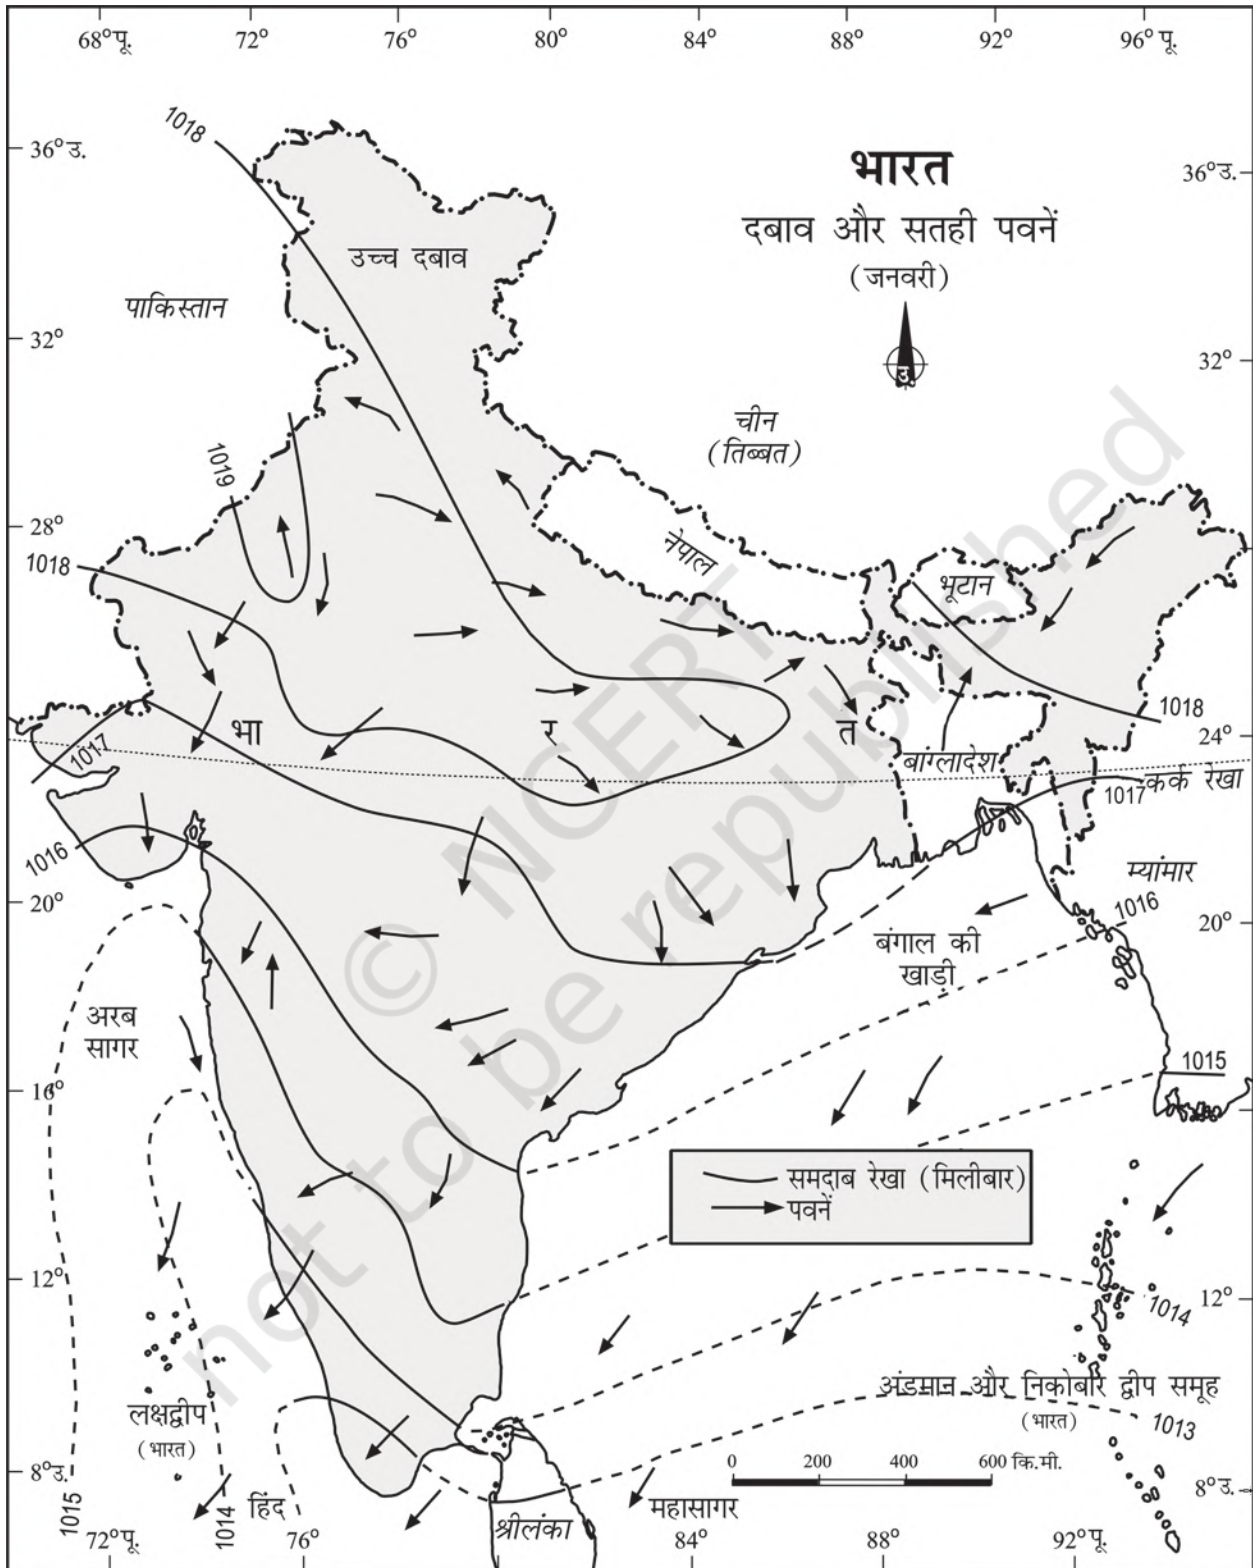 68°पू. 72° 76° 80° 84° 88° 92° 96° पू.
1018
36° उ.
भारत
36° उ.
दबाव और सतही पवनें
(जनवरी)
उच्च दबाव
पाकिस्तान
32°
32°
उ
चीन
(तिब्बत)
1019
28°
नेपाल
1018
भूटान
1018
भा र त
24°
1017
बांग्लादेश
1017
कर्क रेखा
1016
म्यांमार
20°
1016
20°
बंगाल की
खाड़ी
अरब
सागर
16°
1015
समदाब रेखा (मिलीबार)
पवनें
12°
12°
1014
अंडमान और निकोबार द्वीप समूह
(भारत)
1013
लक्षद्वीप
(भारत)
0 200 400 600 कि.मी.
8° उ.
8° उ.
1015
1014
हिंद
महासागर
श्रीलंका
72° पू. 76° 84° 88° 92° पू.
© NCERT
not to be republished